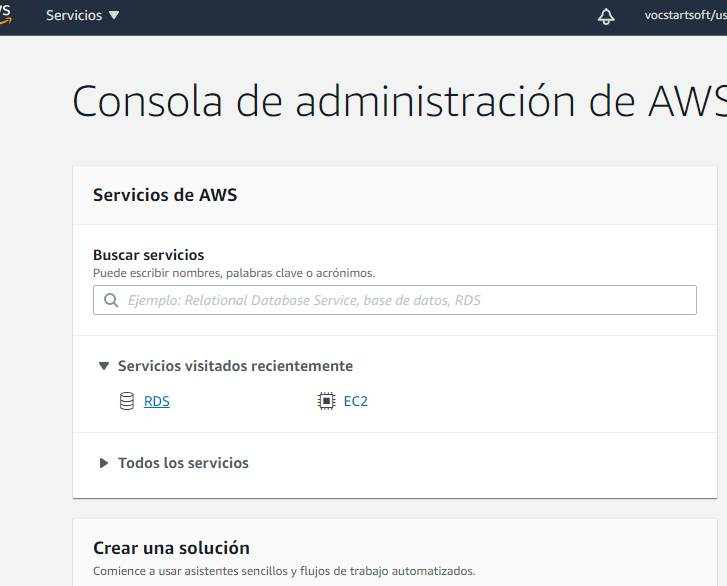 Servicios
vocstartsoft/us
Consola de administración de AWS
Servicios de AWS
Buscar servicios
Puede escribir nombres, palabras clave o acrónimos.
Ejemplo: Relational Database Service, base de datos, RDS
Servicios visitados recientemente
RDS EC2
Todos los servicios
Crear una solución
Comience a usar asistentes sencillos y flujos de trabajo automatizados.